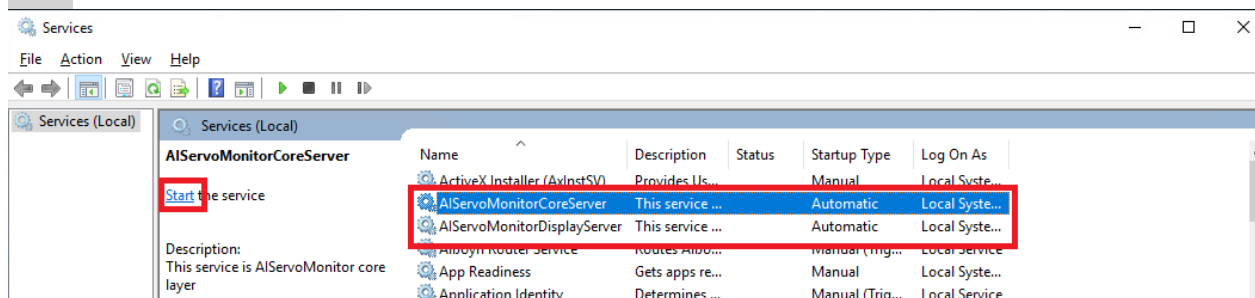 Services
File Action View Help
Services (Local)
Services (Local)
AIServoMonitorCoreServer
Start the service
Description:
This service is AIServoMonitor core
layer
Name Description Status Startup Type Log On As
ActiveX Installer (AxInstSV) Provides Us... Manual Local Syste...
AIServoMonitorCoreServer This service ... Automatic Local Syste...
AIServoMonitorDisplayServer This service ... Automatic Local Syste...
AllJoyn Router Service Routes AllJo... Manual (Trig... Local Service
App Readiness Gets apps re... Manual Local Syste...
Application Identity Determines ... Manual (Trig... Local Service